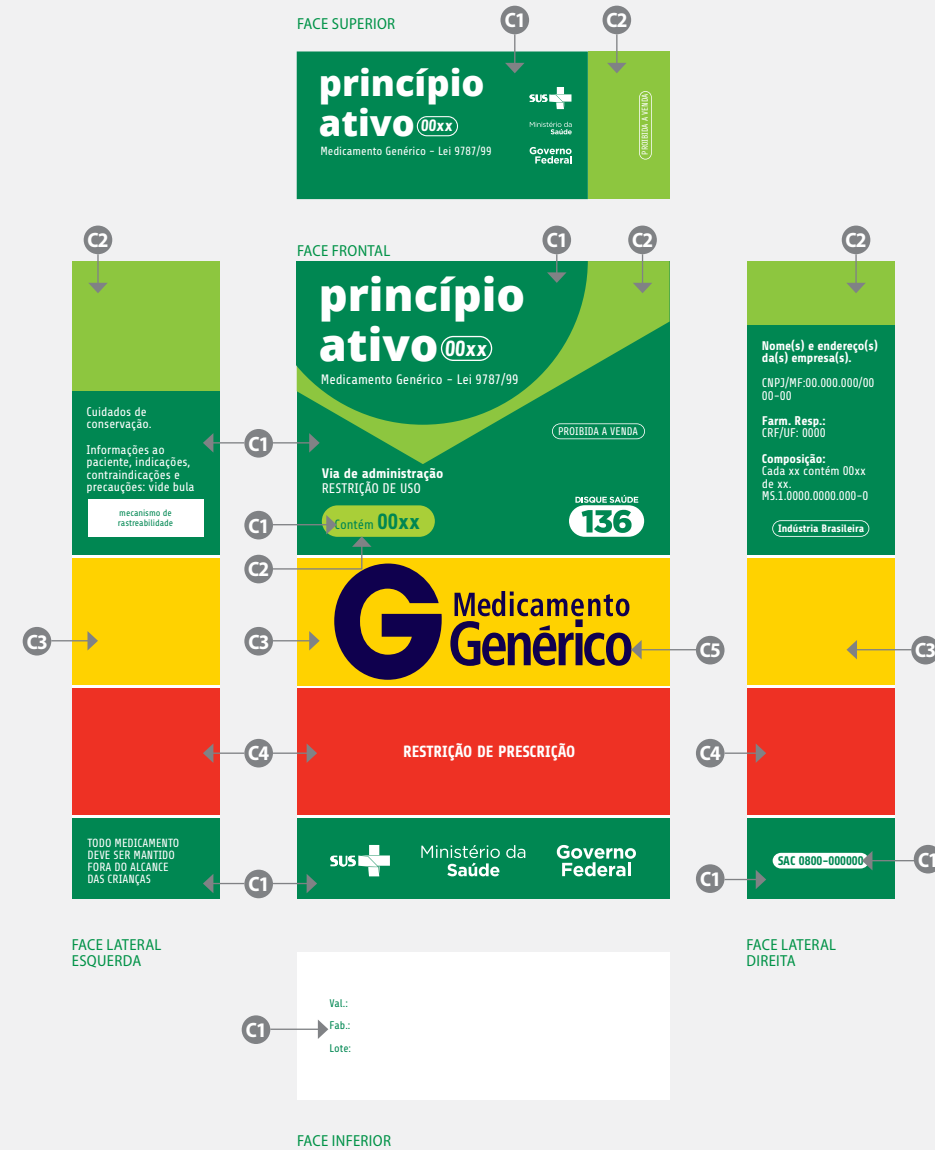 FACE SUPERIOR
C1
C2
princípio
ativo 00xx
Medicamento Genérico - Lei 9787/99
SUS
Ministério da
Saúde
Governo
Federal
PROIBIDA A VENDA
C2
FACE FRONTAL
C1
C2
C2
princípio
ativo 00xx
Medicamento Genérico - Lei 9787/99
PROIBIDA A VENDA
Via de administração
RESTRIÇÃO DE USO
Contém 00xx
DISQUE SAÚDE
136
C1
C1
C2
Cuidados de
conservação.
Informações ao
paciente, indicações,
contraindicações e
precauções: vide bula
mecanismo de
rastreabilidade
Nome(s) e endereço(s)
da(s) empresa(s).
CNPJ/MF:00.000.000/00
00-00
Farm. Resp.:
CRF/UF: 0000
Composição:
Cada xx contém 00xx
de xx.
MS.1.0000.0000.000-0
Indústria Brasileira
C3
C3
G Medicamento
Genérico
C5
C3
C4
RESTRIÇÃO DE PRESCRIÇÃO
C4
TODO MEDICAMENTO
DEVE SER MANTIDO
FORA DO ALCANCE
DAS CRIANÇAS
C1
SUS
Ministério da
Saúde
Governo
Federal
C1
SAC 0800-000000
C1
FACE LATERAL
ESQUERDA
FACE LATERAL
DIREITA
C1
Val.:
Fab.:
Lote:
FACE INFERIOR